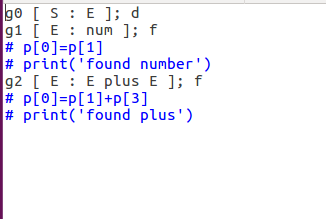 g0 [ S : E ]; d
g1 [ E : num ]; f
# p[0]=p[1]
# print('found number')
g2 [ E : E plus E ]; f
# p[0]=p[1]+p[3]
# print('found plus')